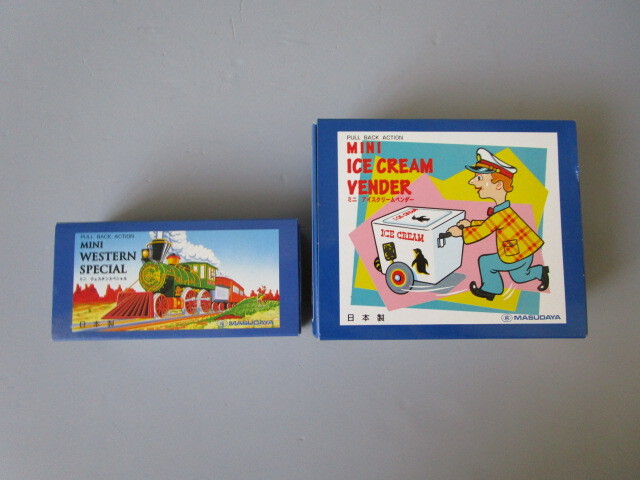 PULL BACK ACTION
MINI
WESTERN
SPECIAL
ミニ ウェスタンスペシャル
日本製
MASUDAYA
PULL BACK ACTION
MINI
ICE CREAM
VENDER
ミニ アイスクリームベンダー
ICE CREAM
日本製
MASUDAYA